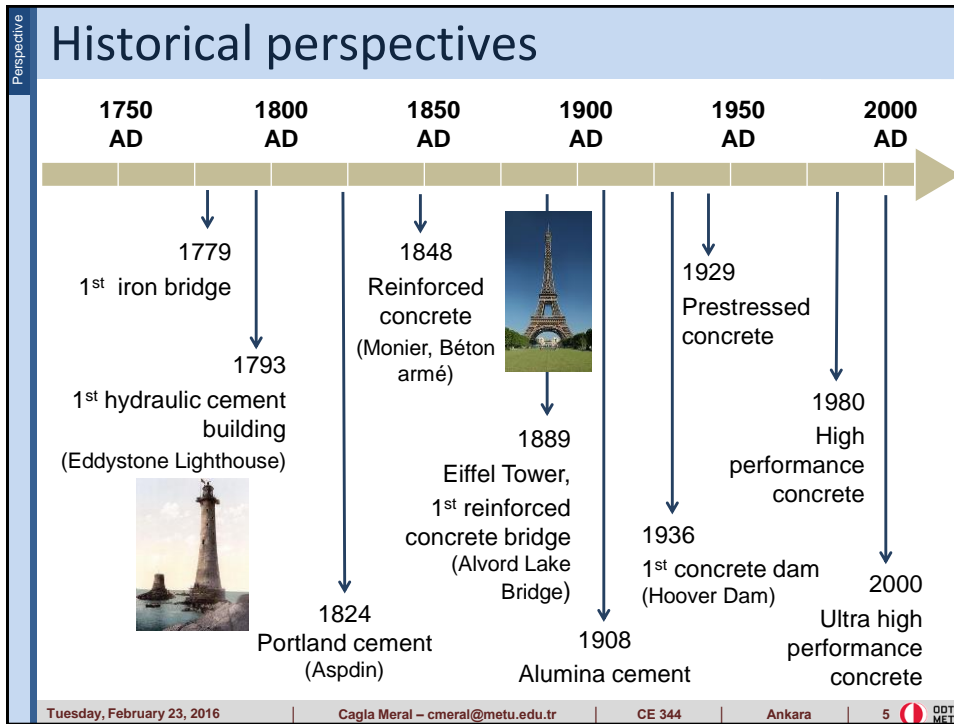 Perspective
Historical perspectives
1750
AD
1800
AD
1850
AD
1900
AD
1950
AD
2000
AD
1779
1st iron bridge
1793
1st hydraulic cement
building
(Eddystone Lighthouse)
1824
Portland cement
(Aspdin)
1848
Reinforced
concrete
(Monier, Béton
armé)
1889
Eiffel Tower,
1st reinforced
concrete bridge
(Alvord Lake
Bridge)
1908
Alumina cement
1936
1st concrete dam
(Hoover Dam)
1929
Prestressed
concrete
1980
High
performance
concrete
2000
Ultra high
performance
concrete
Tuesday, February 23, 2016 | Cagla Meral – cmeral@metu.edu.tr | CE 344 | Ankara | 5